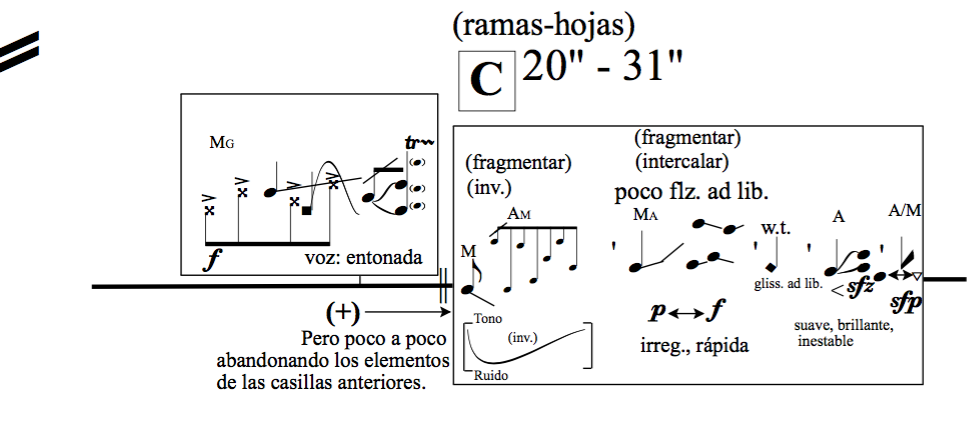 (ramas-hojas)
C 20" - 31"
MG
tr
f
voz: entonada
(+)
Pero poco a poco
abandonando los elementos
de las casillas anteriores.
(fragmentar)
(inv.)
AM
M
Tono
(inv.)
Ruido
(fragmentar)
(intercalar)
poco flz. ad lib.
MA
p f
irreg., rápida
w.t.
gliss. ad lib.
A
< sfz
suave, brillante,
inestable
A/M
sfp